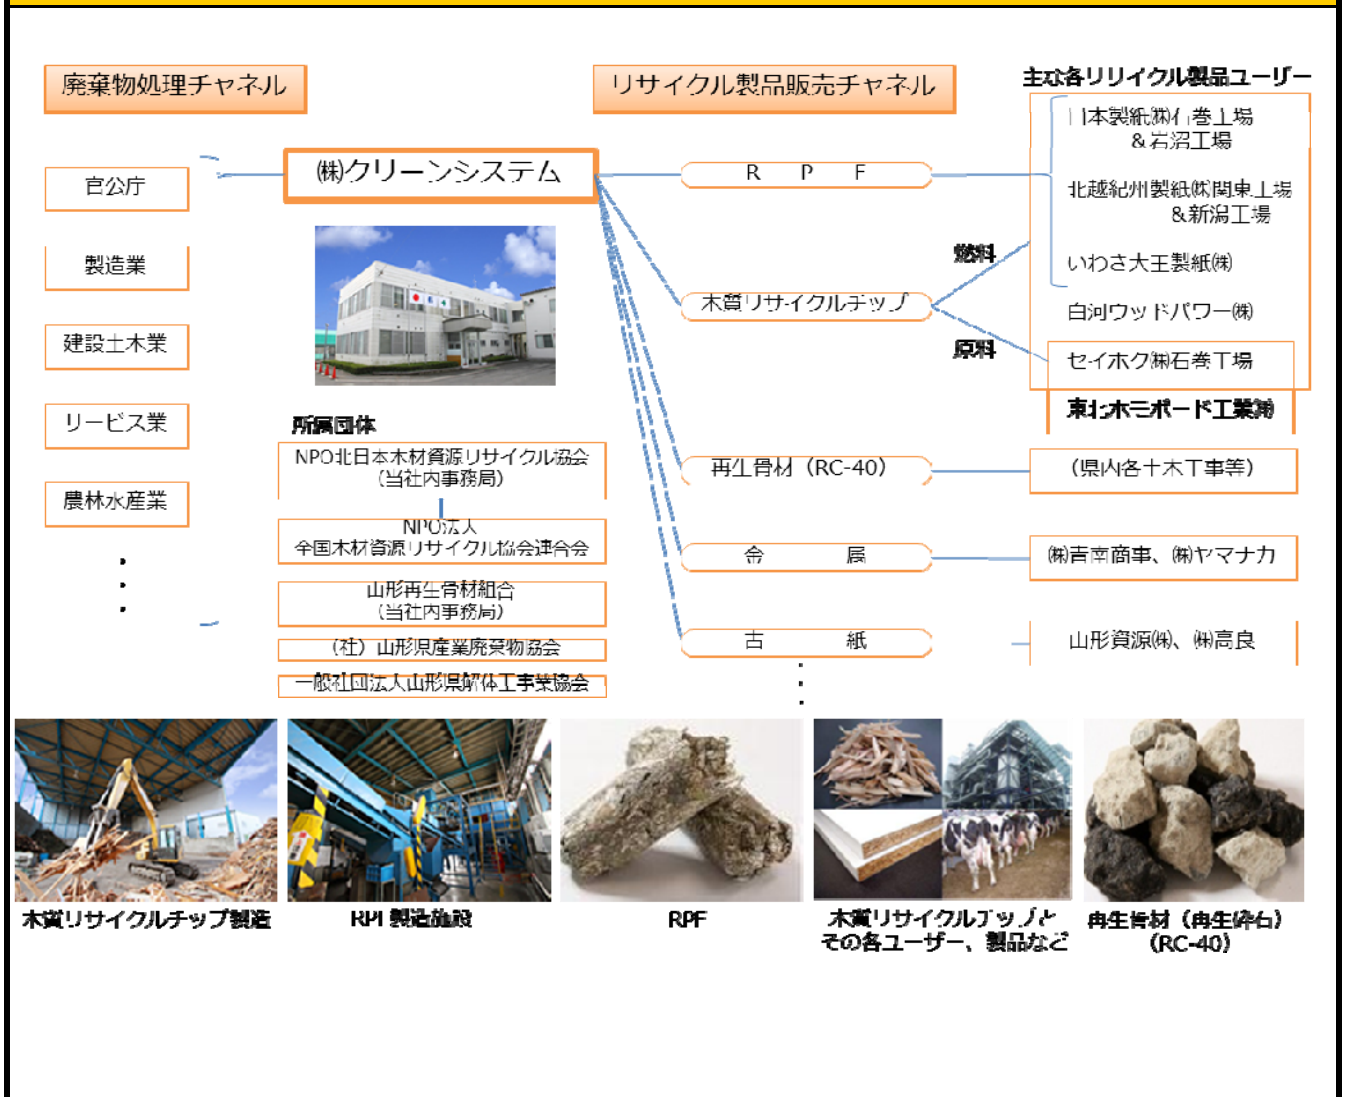 廃棄物処理チャネル
リサイクル製品販売チャネル
主な各リリイクル製品ユーザー
官公庁
製造業
建設土木業
リービス業
農林水産業
㈱クリーンシステム
所属団体
NPO北日本木材資源リサイクル協会
(当社内事務局)
NPO法人
全国木材資源リサイクル協会連合会
山形再生骨材組合
(当社内事務局)
(社)山形県産業廃棄物協会
一般社団法人山形県解体工事業協会
R P F
木質リサイクルチップ
燃料
原料
再生骨材(RC-40)
金 属
古 紙
日本製紙㈱石巻工場
&岩沼工場
北越紀州製紙㈱関東工場
&新潟工場
いわき大王製紙㈱
白河ウッドパワー㈱
セイホク㈱石巻工場
東北ホモボード工業㈱
(県内各土木工事等)
㈱青南商事、㈱ヤマナカ
山形資源㈱、㈱高良
木質リサイクルチップ製造
RPF製造施設
RPF
木質リサイクルチップと
その各ユーザー、製品など
再生骨材(再生砕石)
(RC-40)